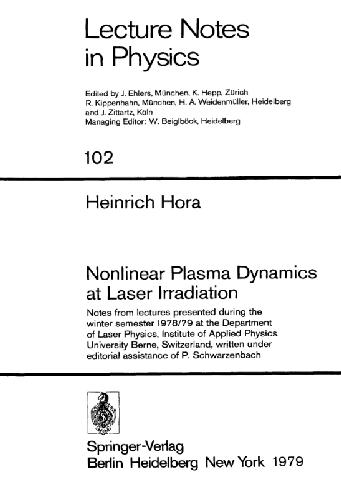 Lecture Notes
in Physics
Edited by J. Ehlers, München, K. Hepp, Zürich
R. Kippenhahn, München, H. A. Weidenmüller, Heidelberg
and J. Zittartz, Köln
Managing Editor: W. Beiglböck, Heidelberg
102
Heinrich Hora
Nonlinear Plasma Dynamics
at Laser Irradiation
Notes from lectures presented during the
winter semester 1978/79 at the Department
of Laser Physics, Institute of Applied Physics
University Berne, Switzerland, written under
editorial assistance of P. Schwarzenbach
Springer-Verlag
Berlin Heidelberg New York 1979